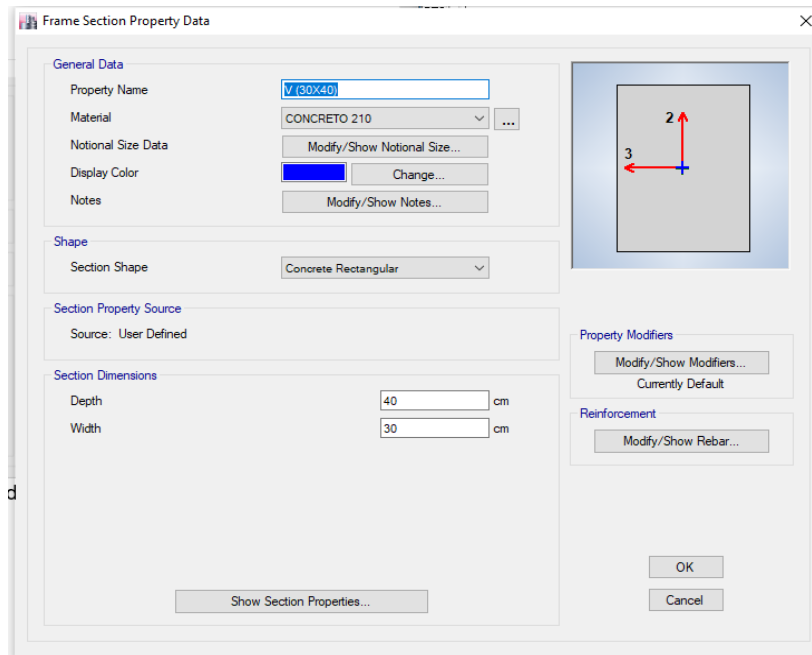 Frame Section Property Data
General Data
Property Name V (30X40)
Material CONCRETO 210 ...
Notional Size Data Modify/Show Notional Size...
Display Color Change...
Notes Modify/Show Notes...
2
3
Shape
Section Shape Concrete Rectangular
Section Property Source
Source: User Defined
Property Modifiers
Modify/Show Modifiers...
Currently Default
Section Dimensions
Depth 40 cm
Width 30 cm
Reinforcement
Modify/Show Rebar...
d
Show Section Properties...
OK
Cancel